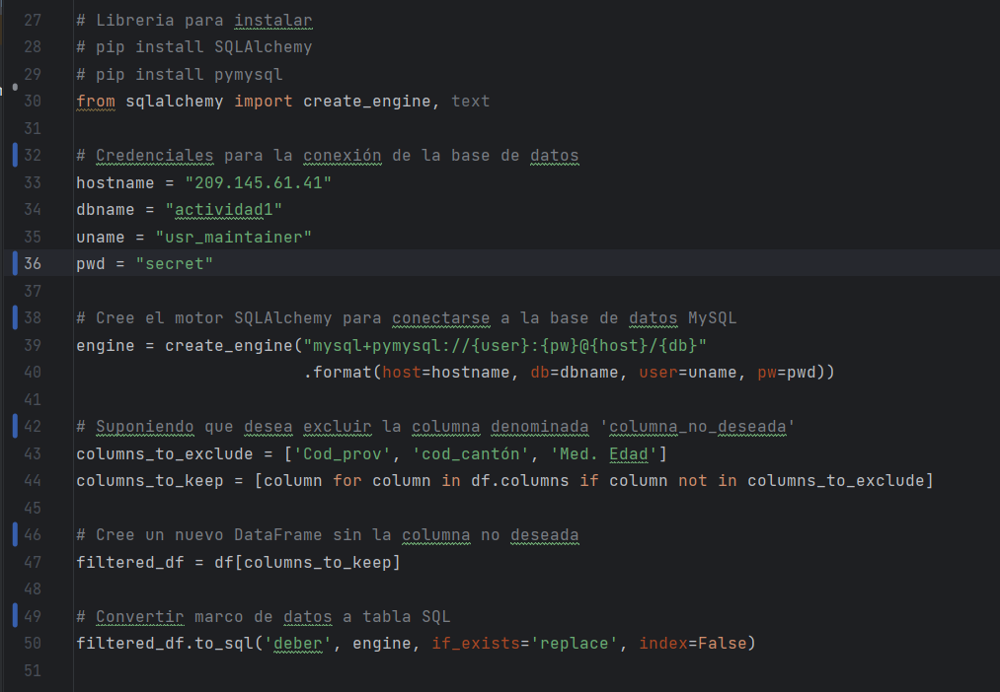 27 # Libreria para instalar
28 # pip install SQLAlchemy
29 # pip install pymysql
30 from sqlalchemy import create_engine, text
31
32 # Credenciales para la conexión de la base de datos
33 hostname = "209.145.61.41"
34 dbname = "actividad1"
35 uname = "usr_maintainer"
36 pwd = "secret"
37
38 # Cree el motor SQLAlchemy para conectarse a la base de datos MySQL
39 engine = create_engine("mysql+pymysql://{user}:{pw}@{host}/{db}"
40                        .format(host=hostname, db=dbname, user=uname, pw=pwd))
41
42 # Suponiendo que desea excluir la columna denominada 'columna_no_deseada'
43 columns_to_exclude = ['Cod_prov', 'cod_cantón', 'Med. Edad']
44 columns_to_keep = [column for column in df.columns if column not in columns_to_exclude]
45
46 # Cree un nuevo DataFrame sin la columna no deseada
47 filtered_df = df[columns_to_keep]
48
49 # Convertir marco de datos a tabla SQL
50 filtered_df.to_sql('deber', engine, if_exists='replace', index=False)
51